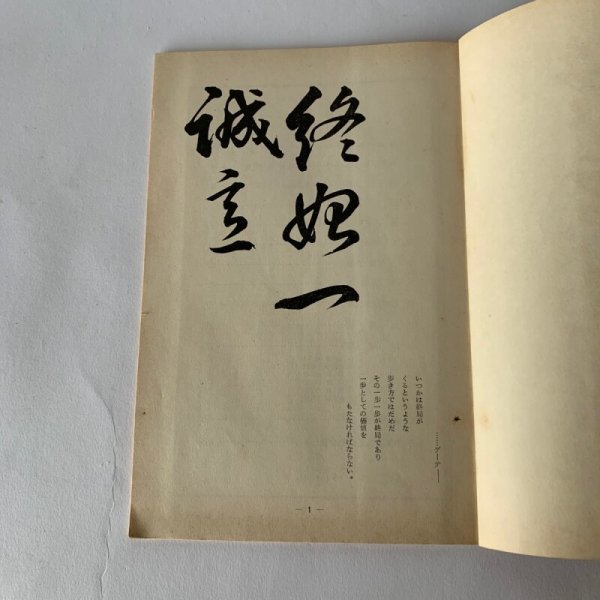 終始一
誠意
……ゲーテ――
いつかは終局が
くるというような
歩き方ではだめだ
その一歩一歩が終局であり
一歩としての価値を
もたなければならない。
— 1 —